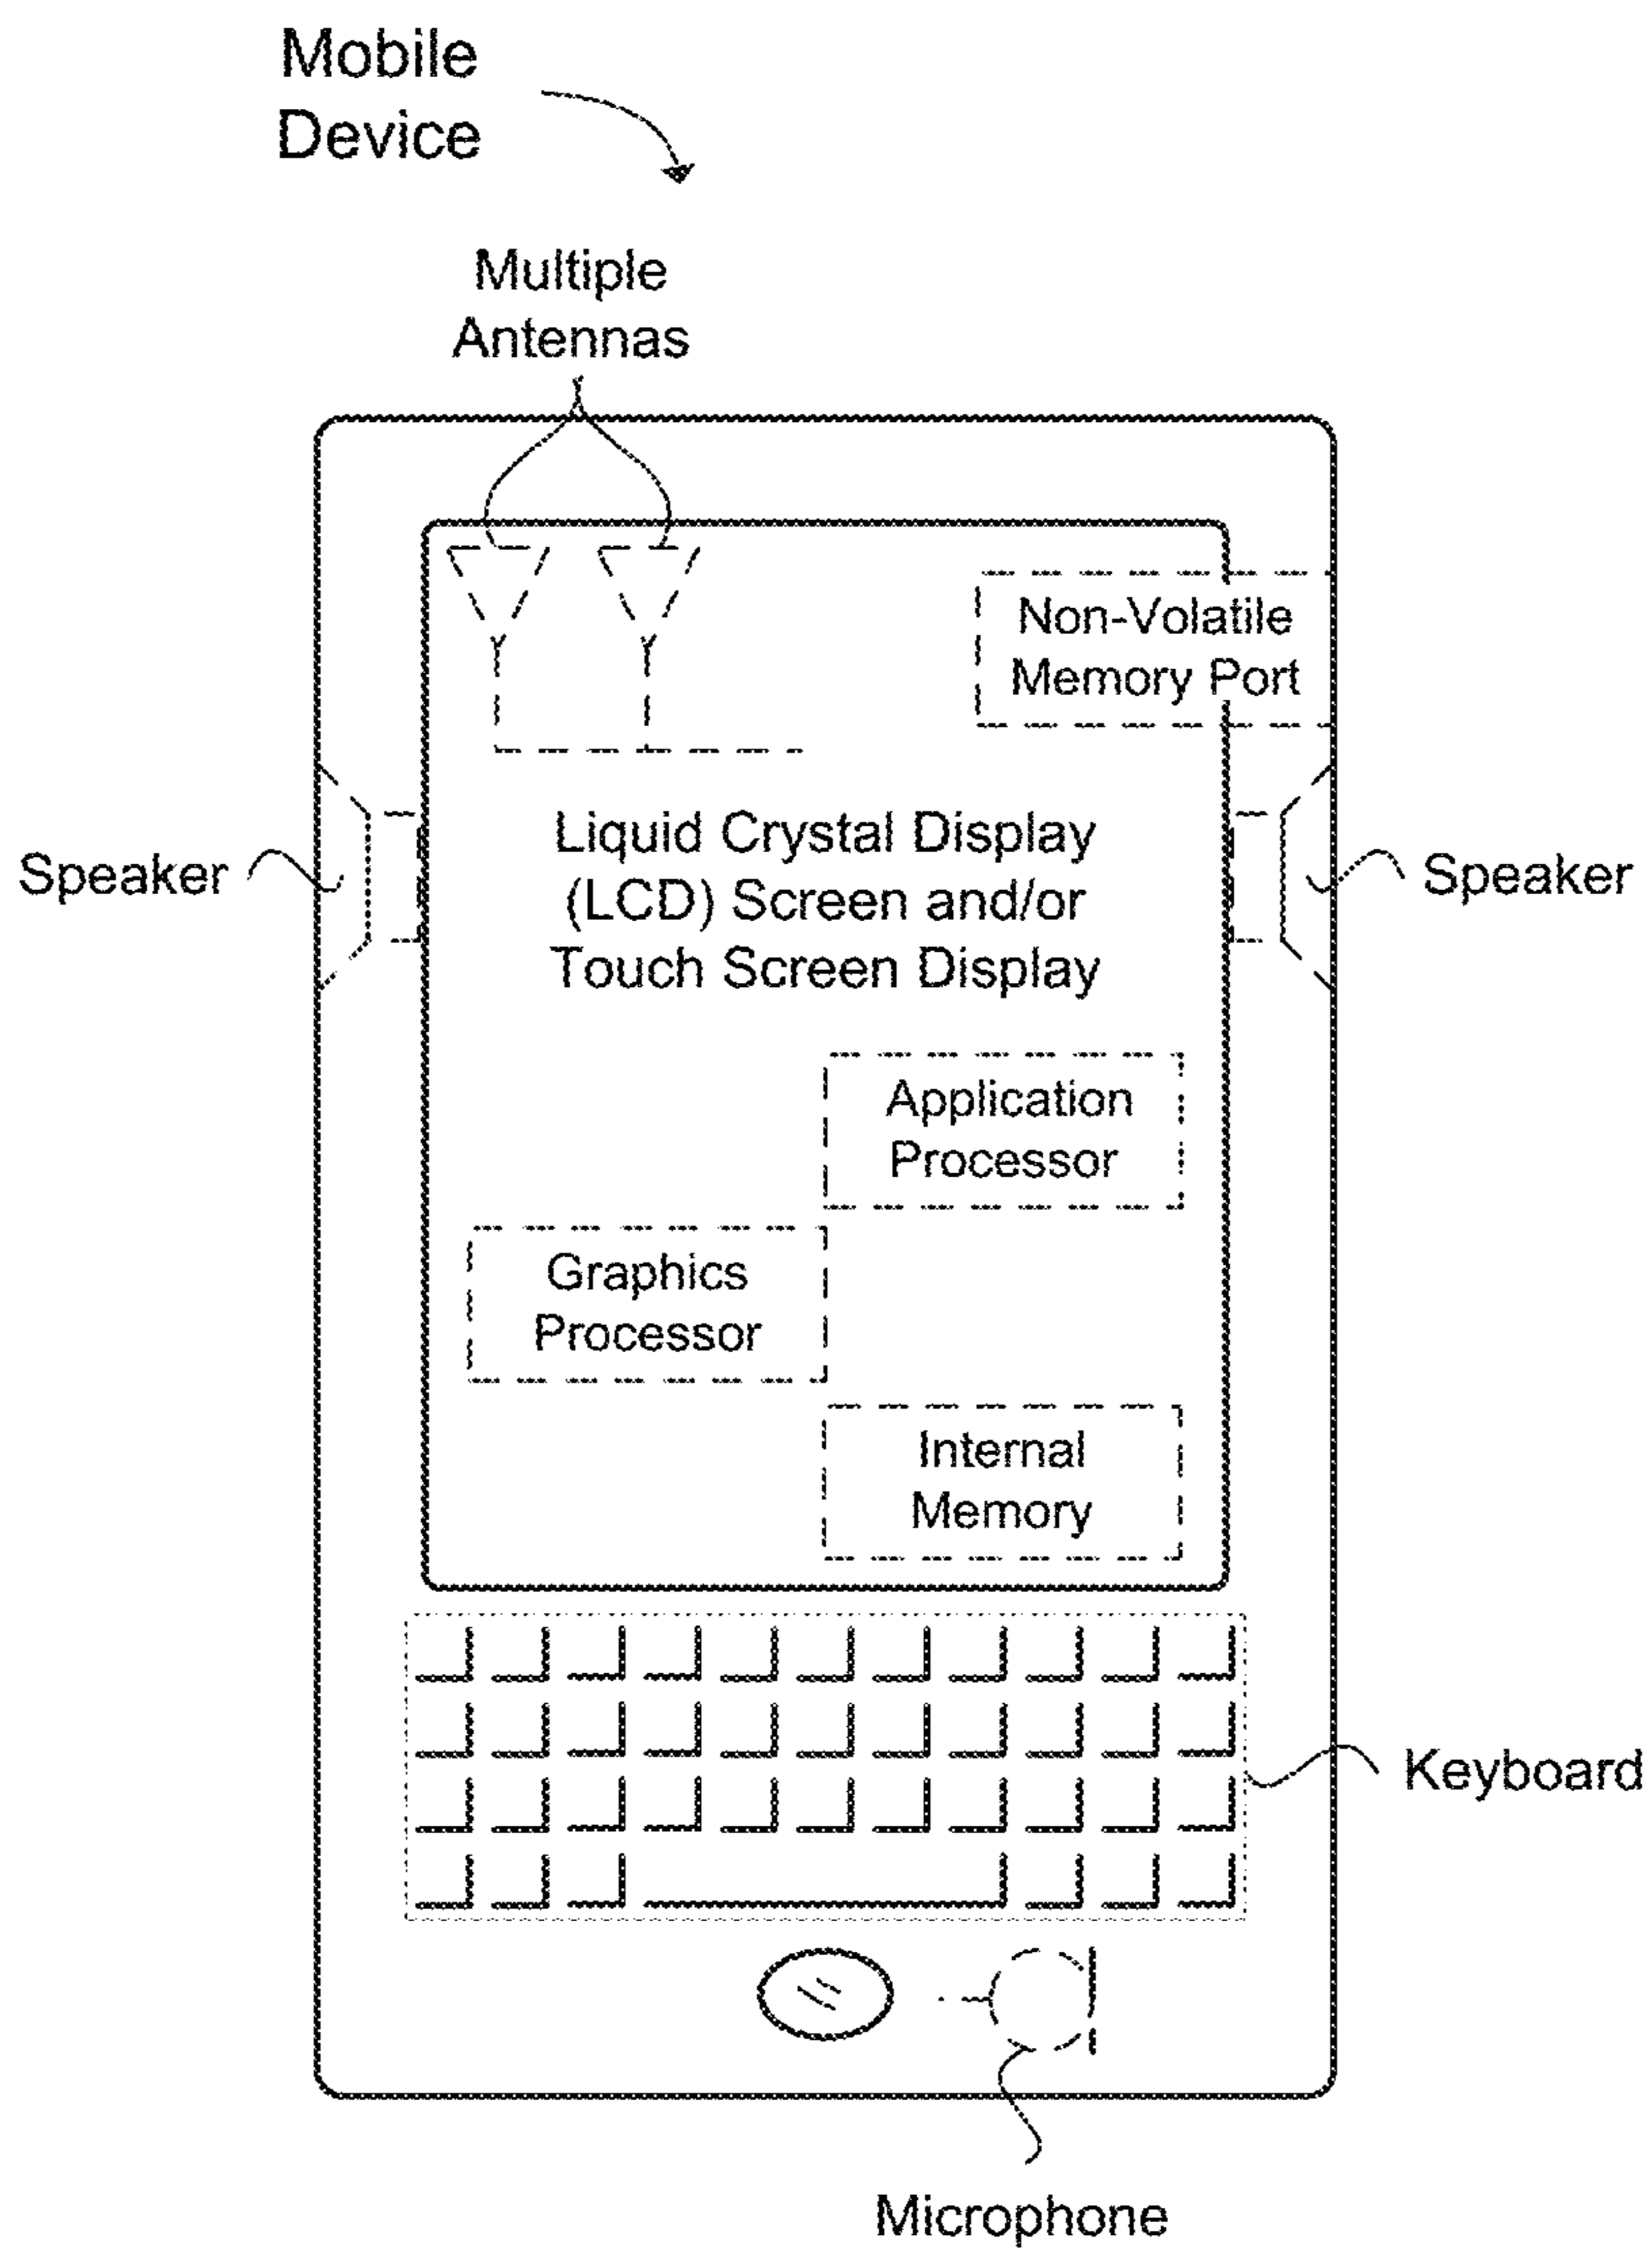 Mobile
Device
Multiple
Antennas
Non-Volatile
Memory Port
Speaker
Liquid Crystal Display
(LCD) Screen and/or
Touch Screen Display
Speaker
Application
Processor
Graphics
Processor
Internal
Memory
Keyboard
Microphone